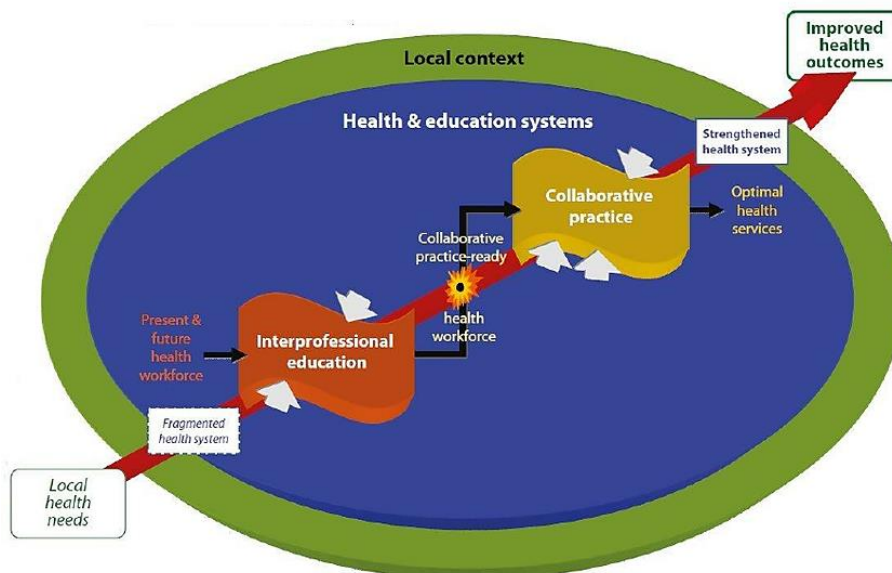 Improved
health
outcomes
Local context
Health & education systems
Strengthened
health system
Collaborative
practice
Optimal
health
services
Collaborative
practice-ready
health
workforce
Present &
future
health
workforce
Interprofessional
education
Fragmented
health system
Local
health
needs